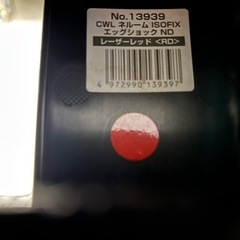 No.13939
CWL ネルーム ISOFIX
エッグショック ND
レーザーレッド <RD>
4 972990 139397